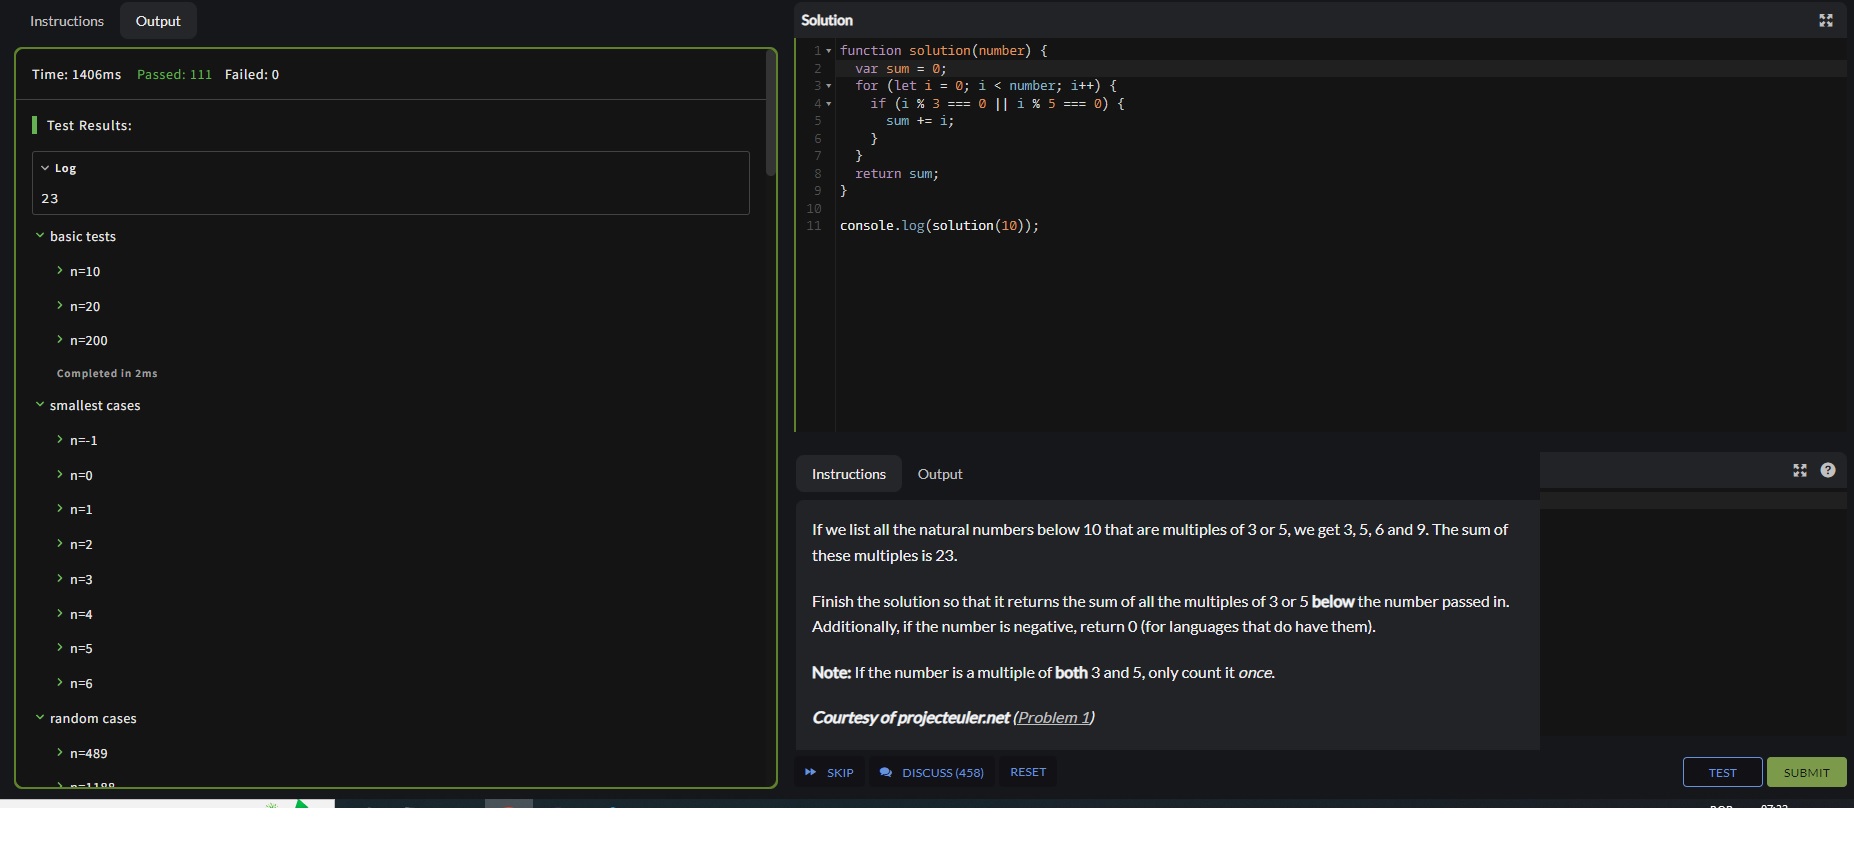 Instructions
Output
Time: 1406ms Passed: 111 Failed: 0
Test Results:
Log
23
basic tests
n=10
n=20
n=200
Completed in 2ms
smallest cases
n=-1
n=0
n=1
n=2
n=3
n=4
n=5
n=6
random cases
n=489
n=1188
Solution
1 function solution(number) {
2 var sum = 0;
3 for (let i = 0; i < number; i++) {
4 if (i % 3 === 0 || i % 5 === 0) {
5 sum += i;
6 }
7 }
8 return sum;
9 }
10
11 console.log(solution(10));
Instructions
Output
?
If we list all the natural numbers below 10 that are multiples of 3 or 5, we get 3, 5, 6 and 9. The sum of
these multiples is 23.
Finish the solution so that it returns the sum of all the multiples of 3 or 5 below the number passed in.
Additionally, if the number is negative, return 0 (for languages that do have them).
Note: If the number is a multiple of both 3 and 5, only count it once.
Courtesy of projecteuler.net (Problem 1)
SKIP
DISCUSS (458)
RESET
TEST
SUBMIT